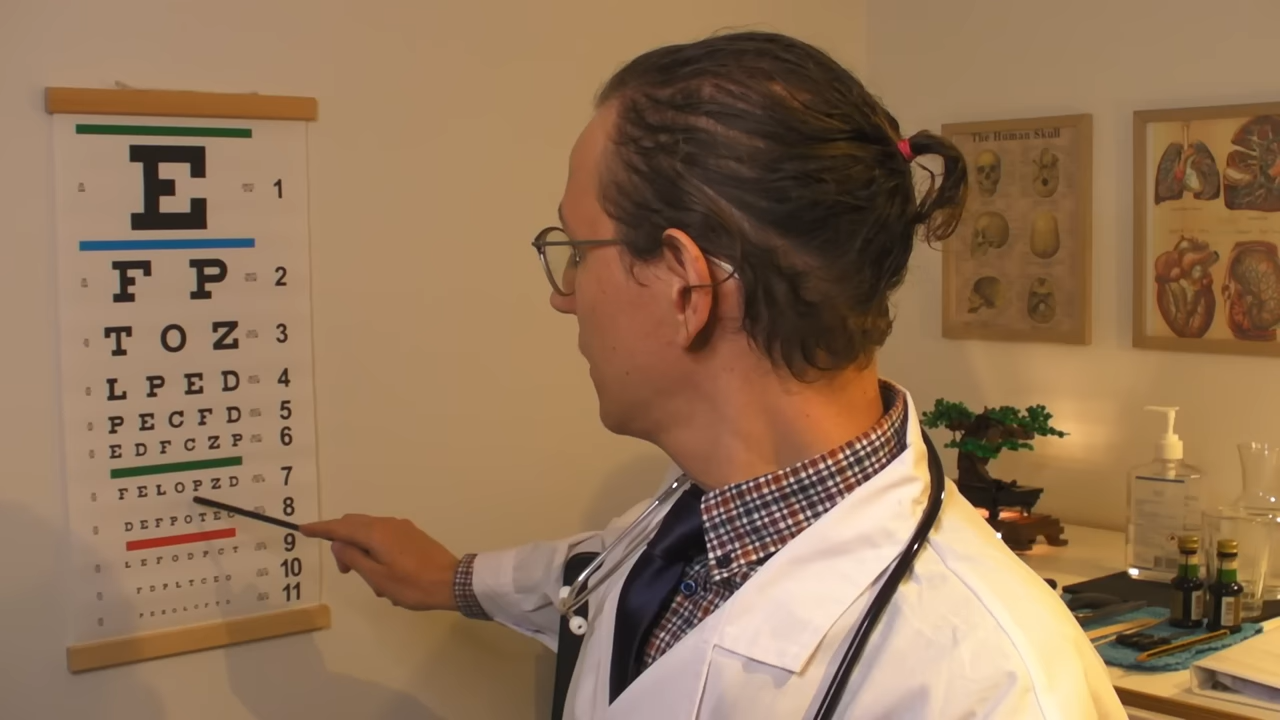 E 1
F P 2
T O Z 3
L P E D 4
P E C F D 5
E D F C Z P 6
F E L O P Z D 7
D E F P O T E C 8
L E F O D P C T 9
F D P L T C E O 10
11
The Human Skull